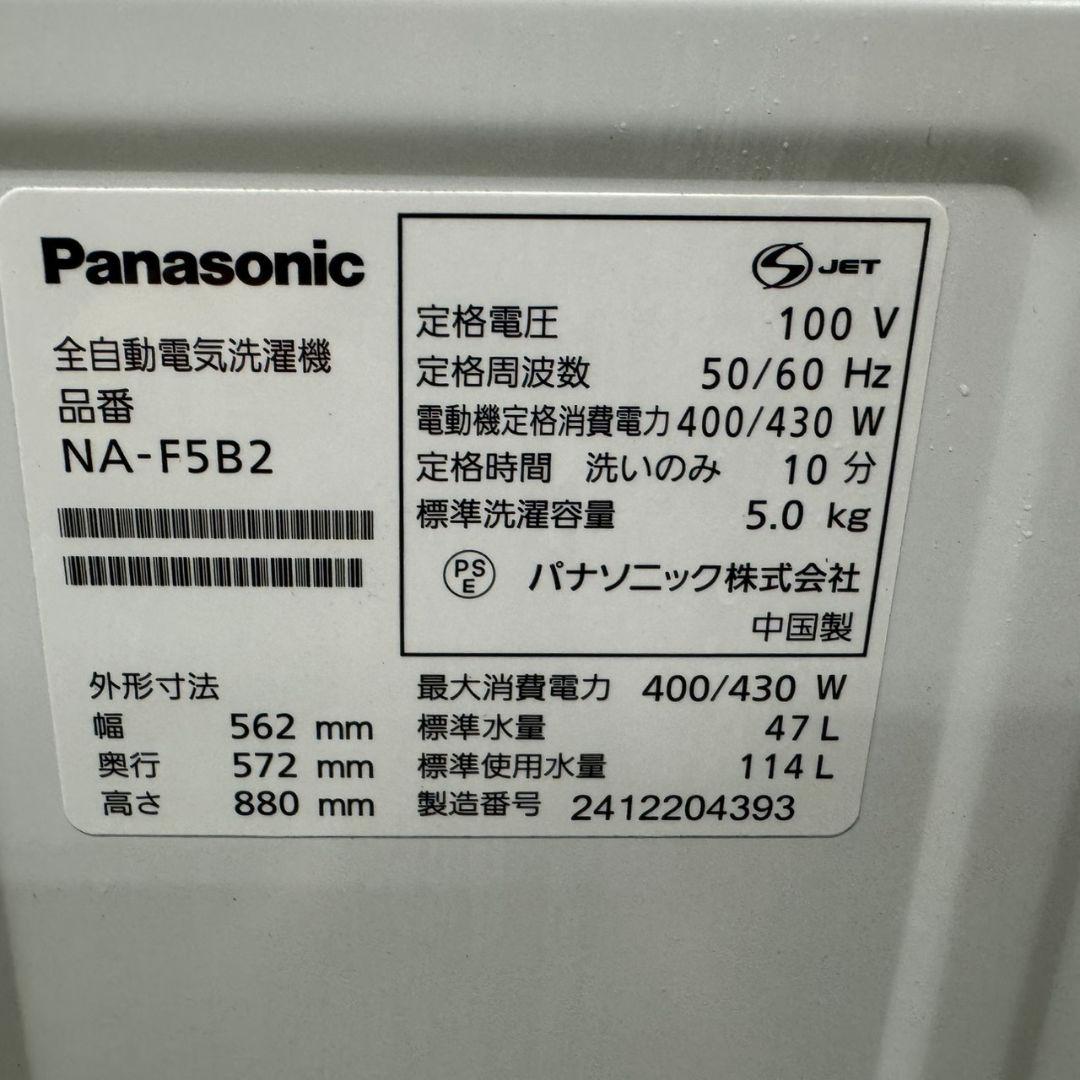 Panasonic
全自動電気洗濯機
品番
NA-F5B2
JET
定格電圧 100 V
定格周波数 50/60 Hz
電動機定格消費電力 400/430 W
定格時間 洗いのみ 10 分
標準洗濯容量 5.0 kg
PS E パナソニック株式会社
中国製
外形寸法
幅 562 mm
奥行 572 mm
高さ 880 mm
最大消費電力 400/430 W
標準水量 47 L
標準使用水量 114 L
製造番号 2412204393